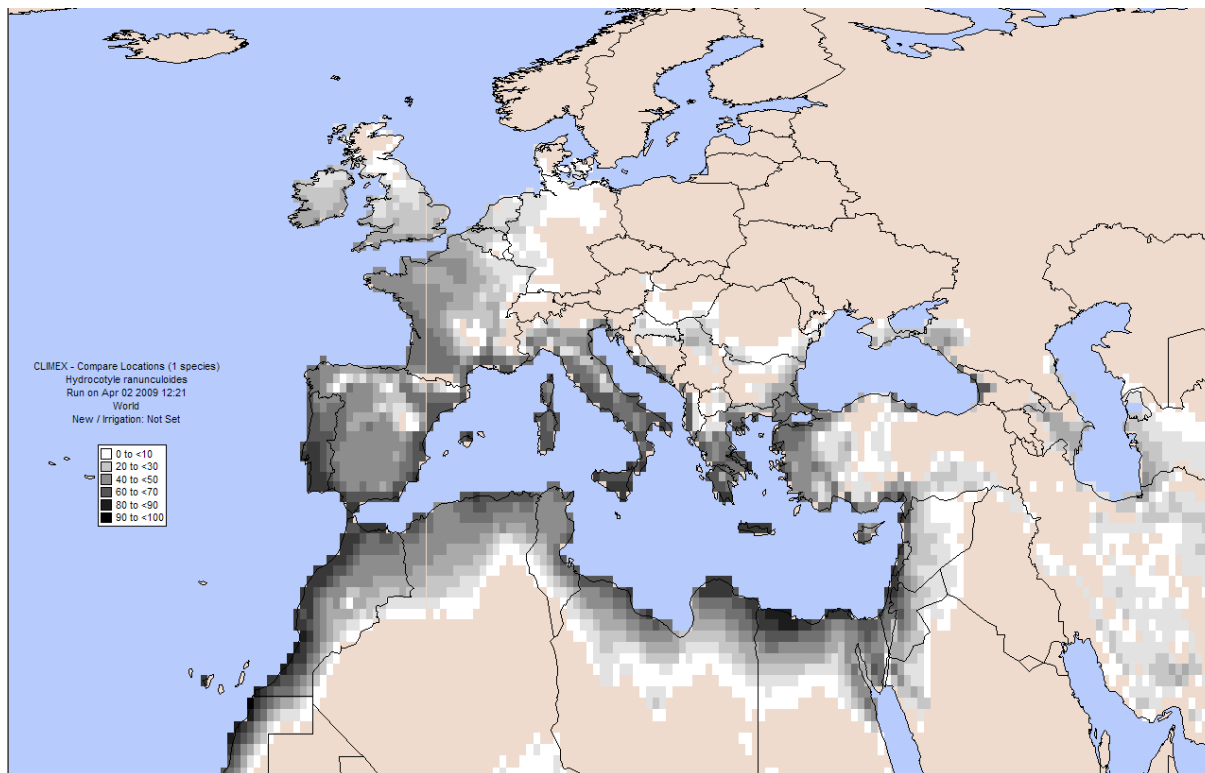 CLIMEX - Compare Locations (1 species)
Hydrocotyle ranunculoides
Run on Apr 02 2009 12:21
World
New / Irrigation: Not Set
0 to <10
20 to <30
40 to <50
60 to <70
80 to <90
90 to <100